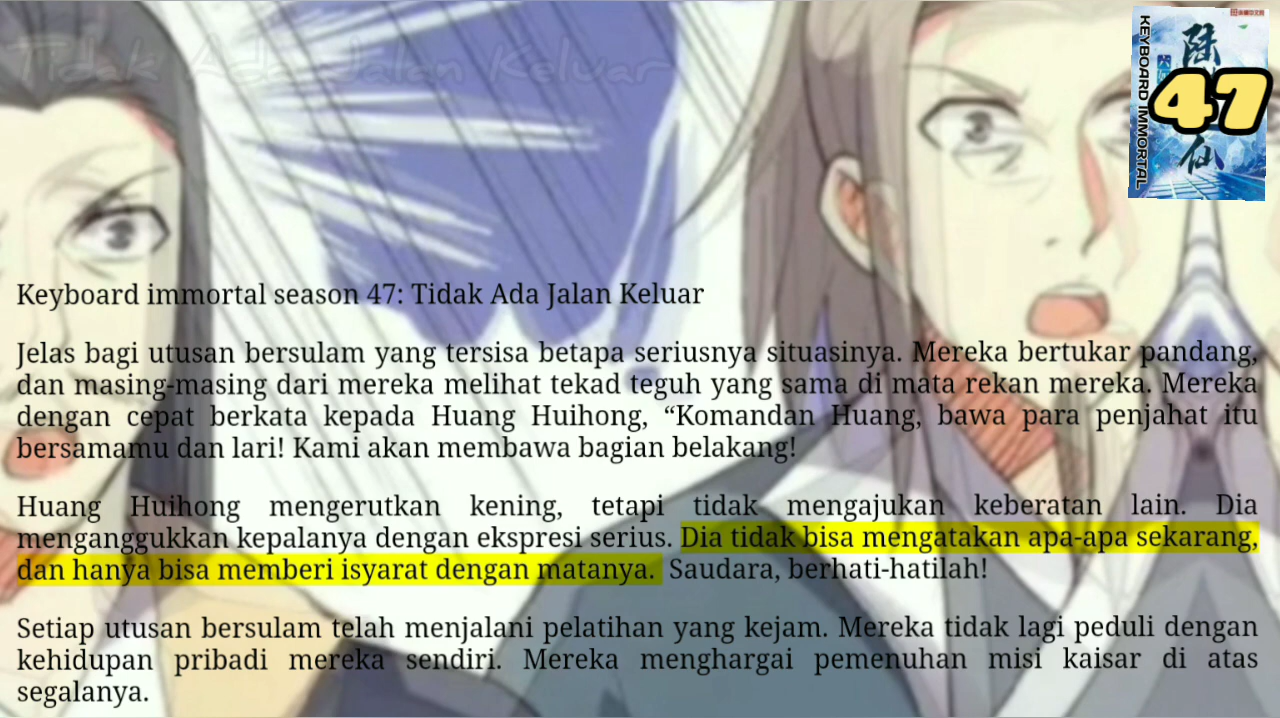 Tidak Ada Jalan Keluar
KEYBOARD IMMORTAL
陆
仙
47
Keyboard immortal season 47: Tidak Ada Jalan Keluar
Jelas bagi utusan bersulam yang tersisa betapa seriusnya situasinya. Mereka bertukar pandang,
dan masing-masing dari mereka melihat tekad teguh yang sama di mata rekan mereka. Mereka
dengan cepat berkata kepada Huang Huihong, “Komandan Huang, bawa para penjahat itu
bersamamu dan lari! Kami akan membawa bagian belakang!
Huang Huihong mengerutkan kening, tetapi tidak mengajukan keberatan lain. Dia
menganggukkan kepalanya dengan ekspresi serius. Dia tidak bisa mengatakan apa-apa sekarang,
dan hanya bisa memberi isyarat dengan matanya. Saudara, berhati-hatilah!
Setiap utusan bersulam telah menjalani pelatihan yang kejam. Mereka tidak lagi peduli dengan
kehidupan pribadi mereka sendiri. Mereka menghargai pemenuhan misi kaisar di atas
segalanya.